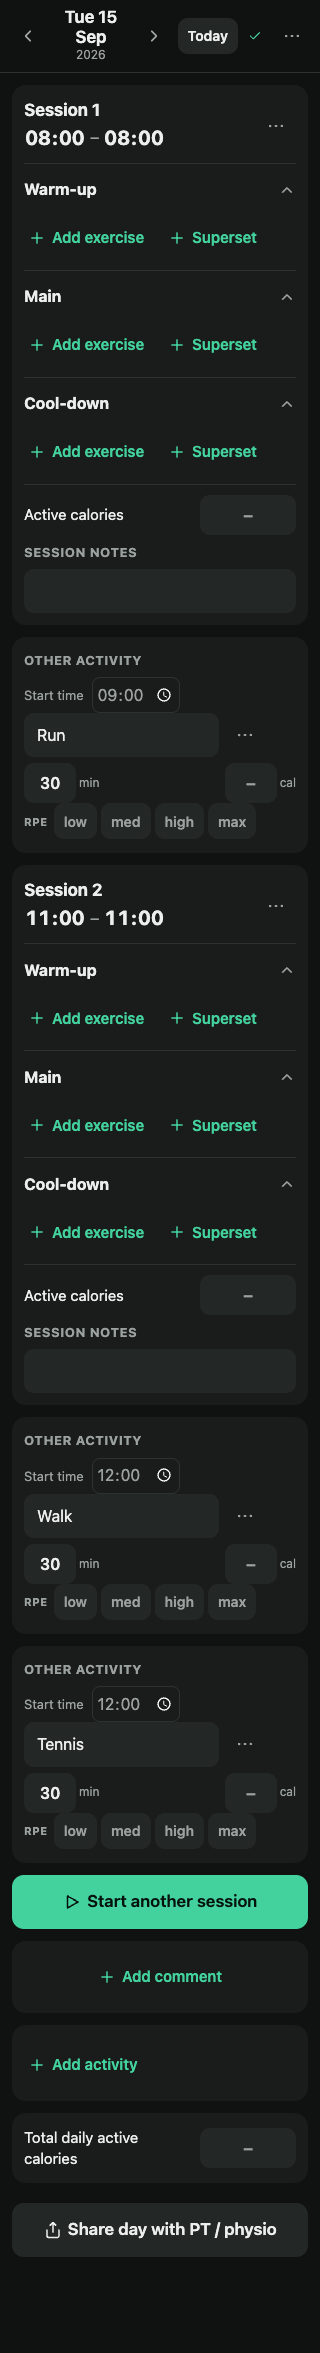 Tue 15
Sep
2026
Today
Session 1
08:00 – 08:00
Warm-up
Add exercise Superset
Main
Add exercise Superset
Cool-down
Add exercise Superset
Active calories –
SESSION NOTES
OTHER ACTIVITY
Start time 09:00
Run
30 min – cal
RPE low med high max
Session 2
11:00 – 11:00
Warm-up
Add exercise Superset
Main
Add exercise Superset
Cool-down
Add exercise Superset
Active calories –
SESSION NOTES
OTHER ACTIVITY
Start time 12:00
Walk
30 min – cal
RPE low med high max
OTHER ACTIVITY
Start time 12:00
Tennis
30 min – cal
RPE low med high max
Start another session
Add comment
Add activity
Total daily active
calories –
Share day with PT / physio